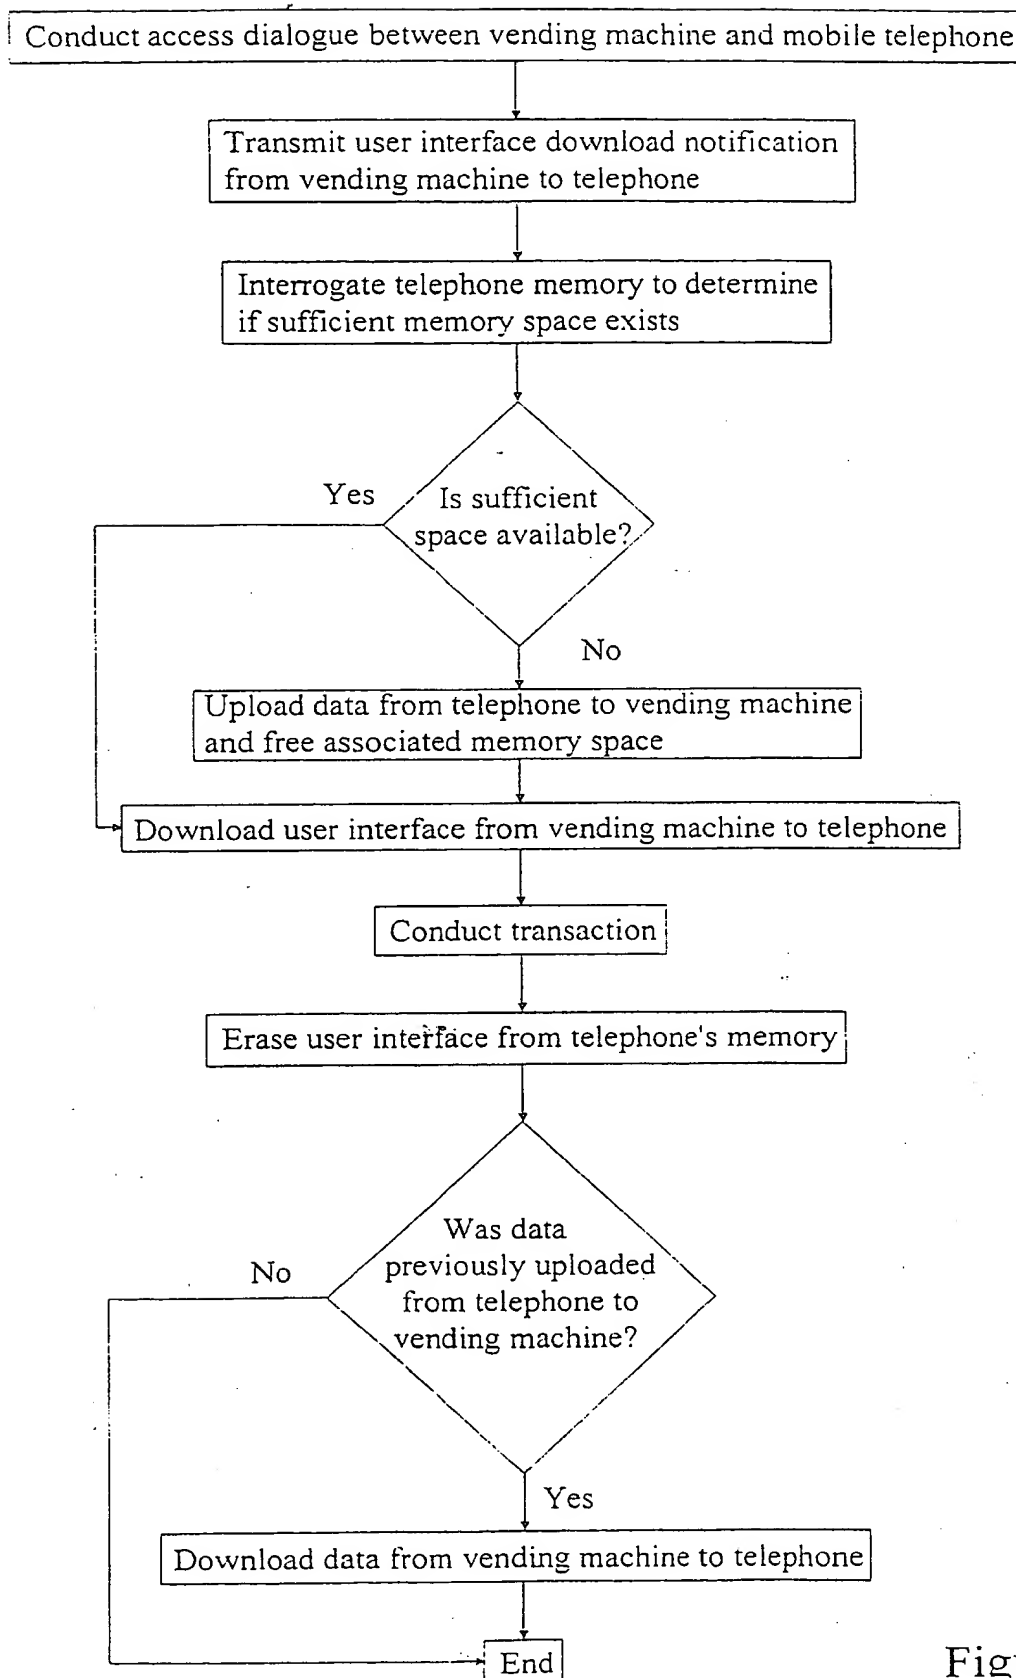 Conduct access dialogue between vending machine and mobile telephone
Transmit user interface download notification
from vending machine to telephone
Interrogate telephone memory to determine
if sufficient memory space exists
Yes
Is sufficient
space available?
No
Upload data from telephone to vending machine
and free associated memory space
Download user interface from vending machine to telephone
Conduct transaction
Erase user interface from telephone's memory
No
Was data
previously uploaded
from telephone to
vending machine?
Yes
Download data from vending machine to telephone
End